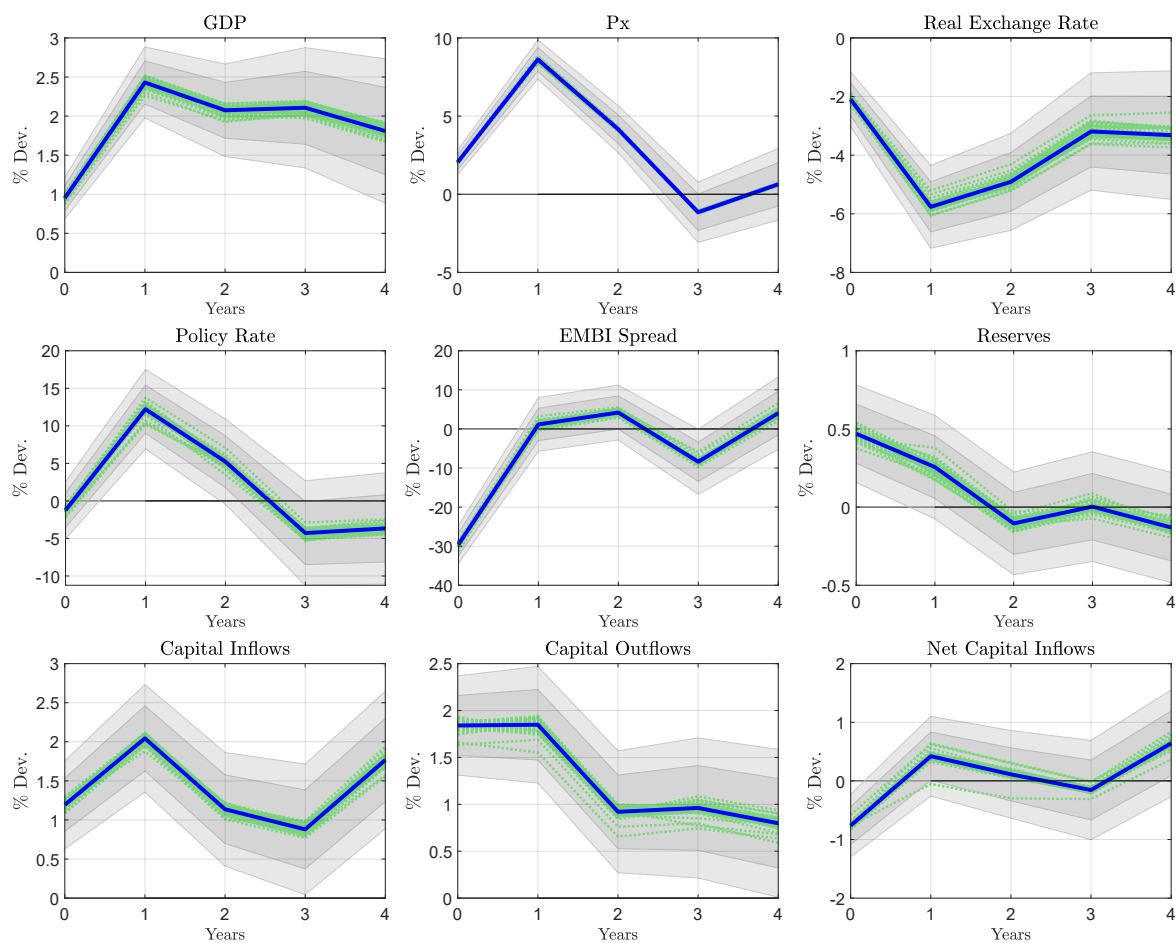 GDP
Px
Real Exchange Rate
3
2.5
2
1.5
1
0.5
0
% Dev.
0 1 2 3 4
Years
10
5
0
-5
% Dev.
0 1 2 3 4
Years
0
-2
-4
-6
-8
% Dev.
0 1 2 3 4
Years
Policy Rate
EMBI Spread
Reserves
20
15
10
5
0
-5
-10
% Dev.
0 1 2 3 4
Years
20
10
0
-10
-20
-30
-40
% Dev.
0 1 2 3 4
Years
1
0.5
0
-0.5
% Dev.
0 1 2 3 4
Years
Capital Inflows
Capital Outflows
Net Capital Inflows
3
2.5
2
1.5
1
0.5
0
% Dev.
0 1 2 3 4
Years
2.5
2
1.5
1
0.5
0
% Dev.
0 1 2 3 4
Years
2
1
0
-1
-2
% Dev.
0 1 2 3 4
Years